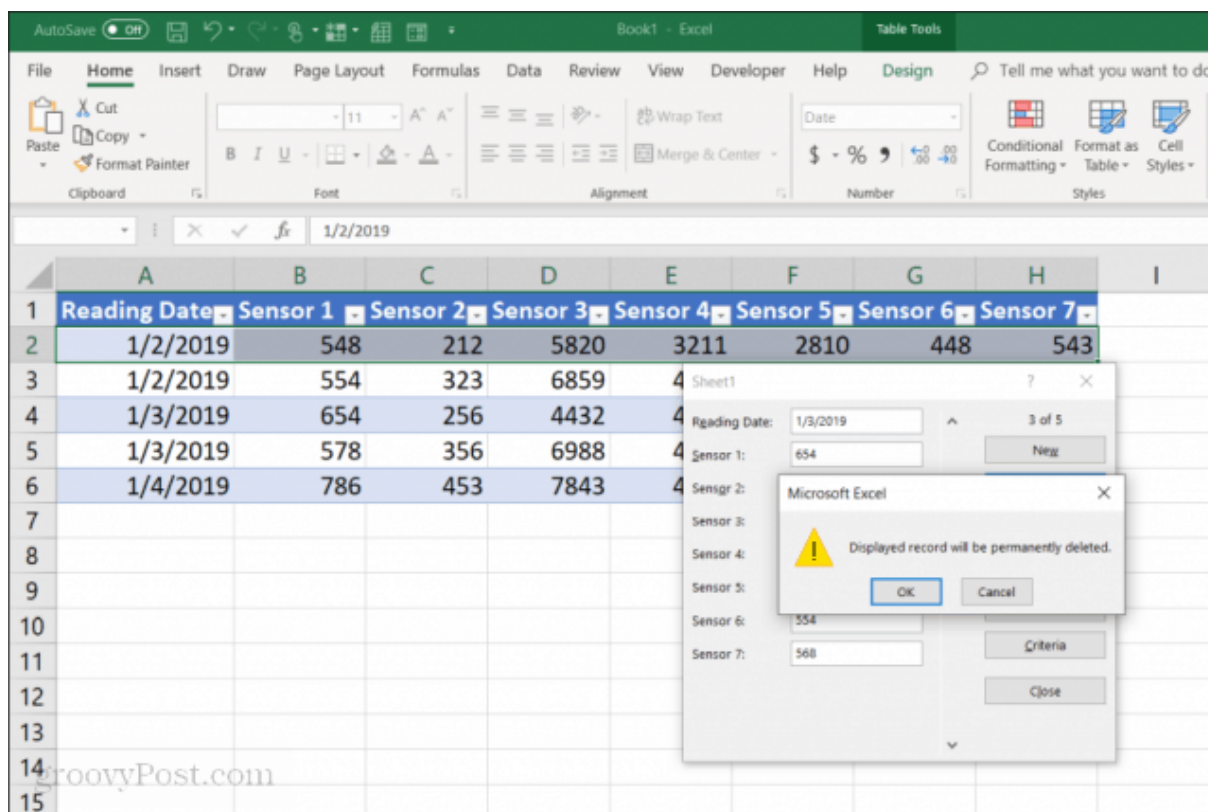 AutoSave Off Book1 - Excel Table Tools
File Home Insert Draw Page Layout Formulas Data Review View Developer Help Design Tell me what you want to do
Paste
Cut
Copy
Format Painter
Clipboard
11
Font
Wrap Text
Merge & Center
Alignment
Date
$ % 9 .00 .00
Number
Conditional Formatting
Format as Table
Cell Styles
Styles
fx 1/2/2019
A B C D E F G H I
1 Reading Date Sensor 1 Sensor 2 Sensor 3 Sensor 4 Sensor 5 Sensor 6 Sensor 7
2 1/2/2019 548 212 5820 3211 2810 448 543
3 1/2/2019 554 323 6859 4
4 1/3/2019 654 256 4432 4
5 1/3/2019 578 356 6988 4
6 1/4/2019 786 453 7843 4
7
8
9
10
11
12
13
14
15
Sheet1 ?
Reading Date: 1/3/2019 3 of 5
Sensor 1: 654 New
Sensor 2:
Sensor 3:
Sensor 4:
Sensor 5:
Sensor 6: 554
Sensor 7: 568
Criteria
Close
Microsoft Excel
Displayed record will be permanently deleted.
OK Cancel
groovyPost.com